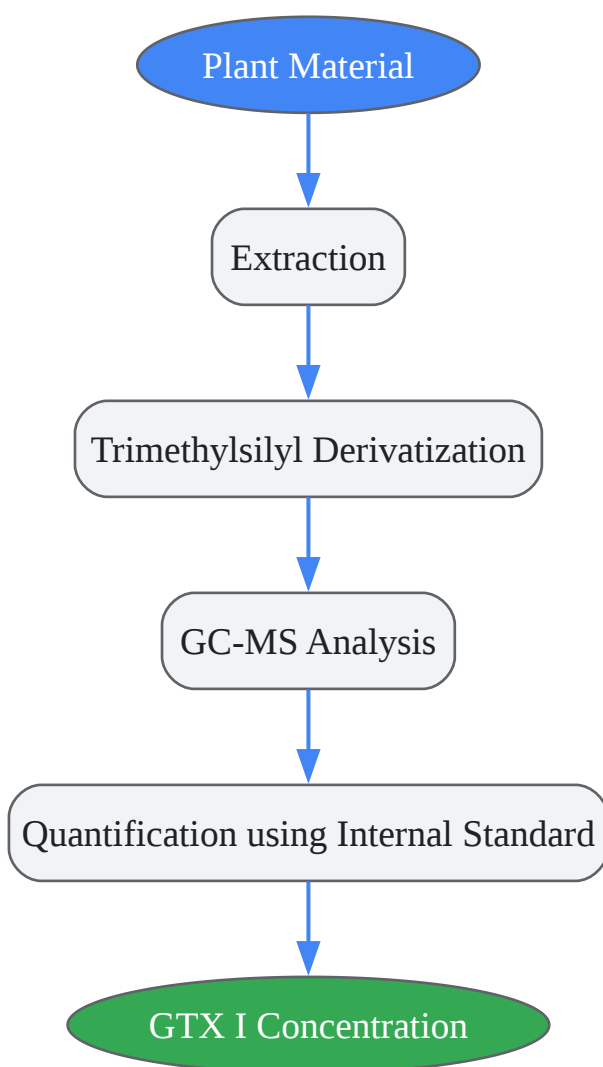 Plant Material
Extraction
Trimethylsilyl Derivatization
GC-MS Analysis
Quantification using Internal Standard
GTX I Concentration